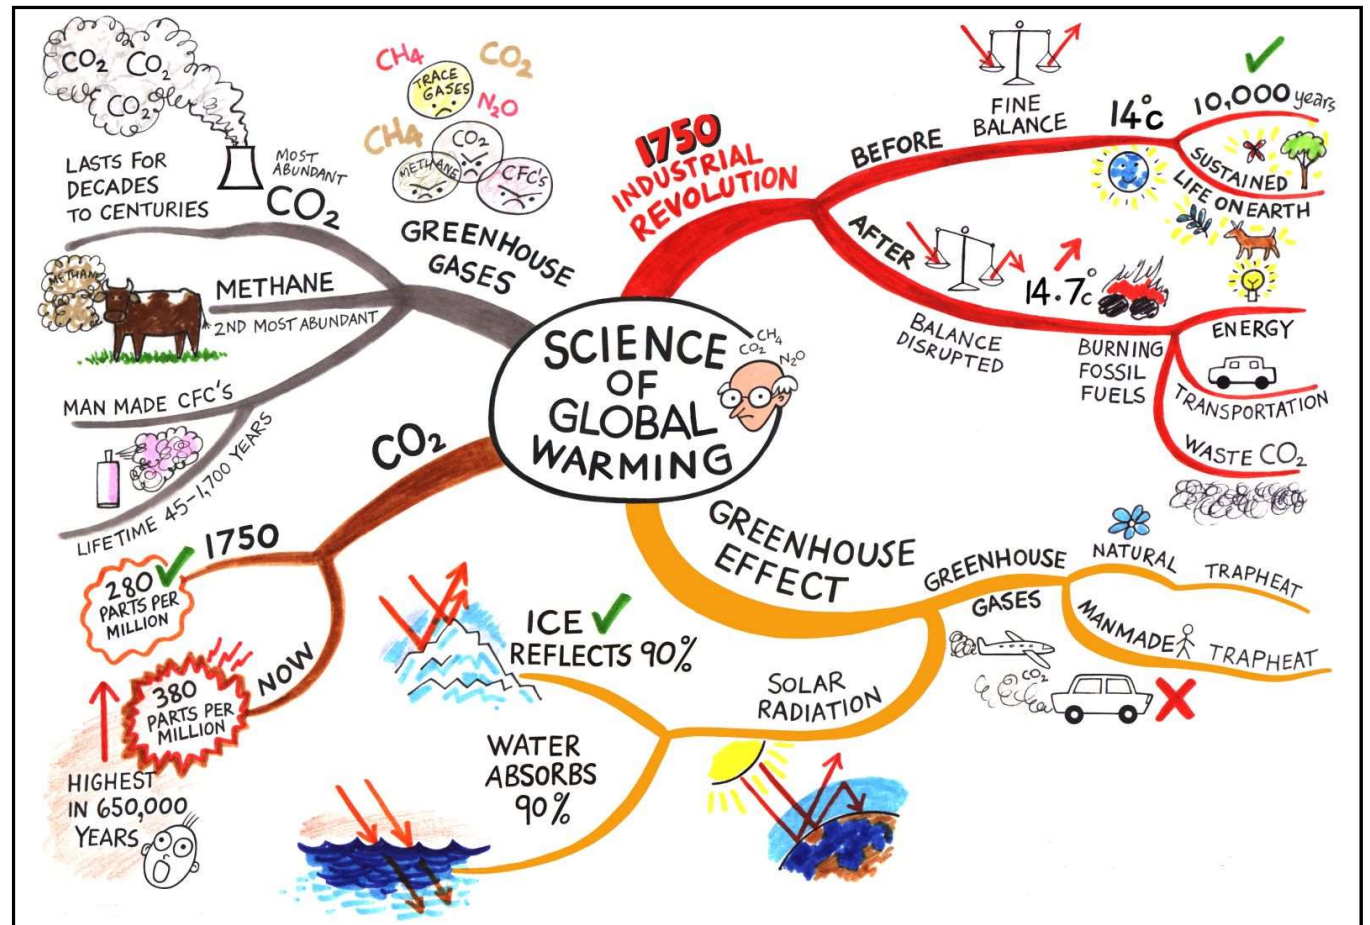 SCIENCE
OF
GLOBAL
WARMING
CH4
CO2
N2O
1750
INDUSTRIAL
REVOLUTION
BEFORE
FINE
BALANCE
14°C
10,000 years
SUSTAINED
LIFE ON EARTH
AFTER
BALANCE
DISRUPTED
14.7°C
BURNING
FOSSIL
FUELS
ENERGY
TRANSPORTATION
WASTE CO2
GREENHOUSE
EFFECT
GREENHOUSE
GASES
NATURAL
TRAPHEAT
MANMADE
TRAPHEAT
CO2
SOLAR
RADIATION
ICE
REFLECTS 90%
WATER
ABSORBS
90%
CO2
1750
280
PARTS PER
MILLION
NOW
380
PARTS PER
MILLION
HIGHEST
IN 650,000
YEARS
GREENHOUSE
GASES
CH4
CO2
TRACE
GASES
N2O
CH4
CO2
METHANE
CFC'S
CO2
CO2
CO2
MOST
ABUNDANT
CO2
LASTS FOR
DECADES
TO CENTURIES
METHANE
METHANE
2ND MOST ABUNDANT
MAN MADE CFC'S
LIFETIME 45-1,700 YEARS